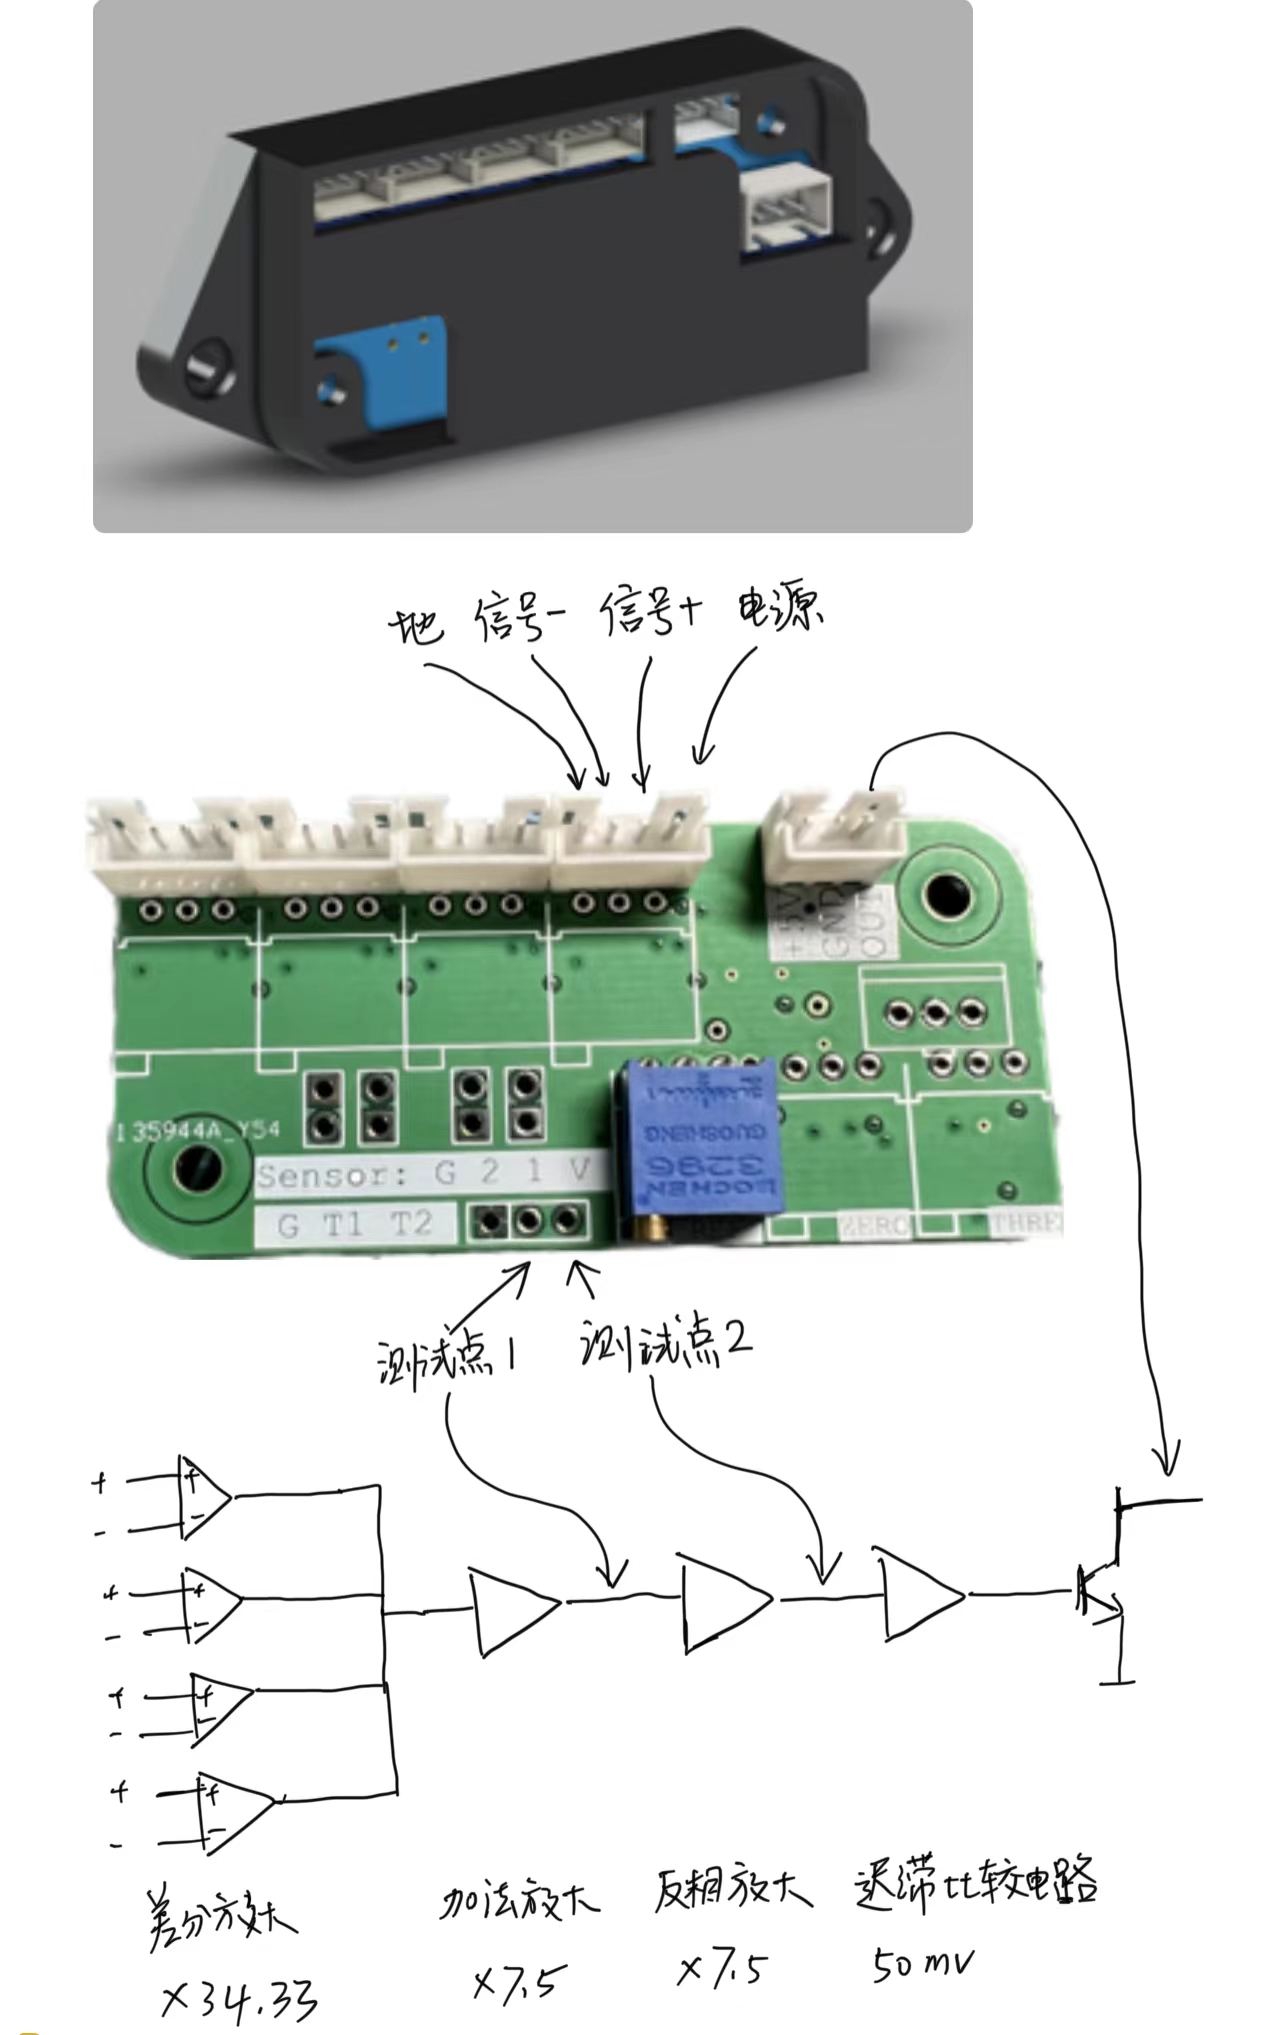 地 信号- 信号+ 电源
+5V
GND
OUT
135944A_Y54
Sensor: G 2 1 V
G T1 T2
3296
GUOSHENG
BOCHEN
ZERO
THRE
测试点1 测试点2
+ +
- -
+ +
- -
+ +
- -
+ +
- -
差分放大 加法放大 反相放大 迟滞比较电路
×34.33 ×7.5 ×7.5 50mV